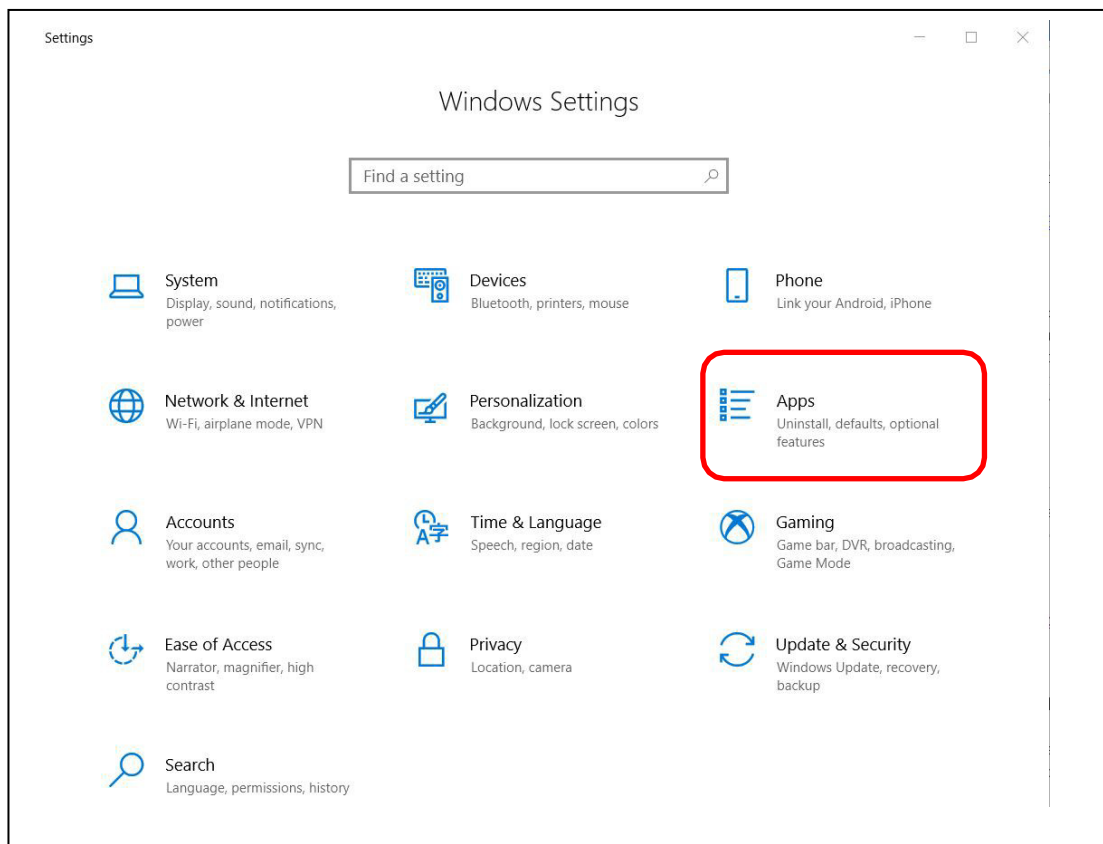 Settings
Windows Settings
Find a setting
System
Display, sound, notifications,
power
Devices
Bluetooth, printers, mouse
Phone
Link your Android, iPhone
Network & Internet
Wi-Fi, airplane mode, VPN
Personalization
Background, lock screen, colors
Apps
Uninstall, defaults, optional
features
Accounts
Your accounts, email, sync,
work, other people
Time & Language
Speech, region, date
Gaming
Game bar, DVR, broadcasting,
Game Mode
Ease of Access
Narrator, magnifier, high
contrast
Privacy
Location, camera
Update & Security
Windows Update, recovery,
backup
Search
Language, permissions, history